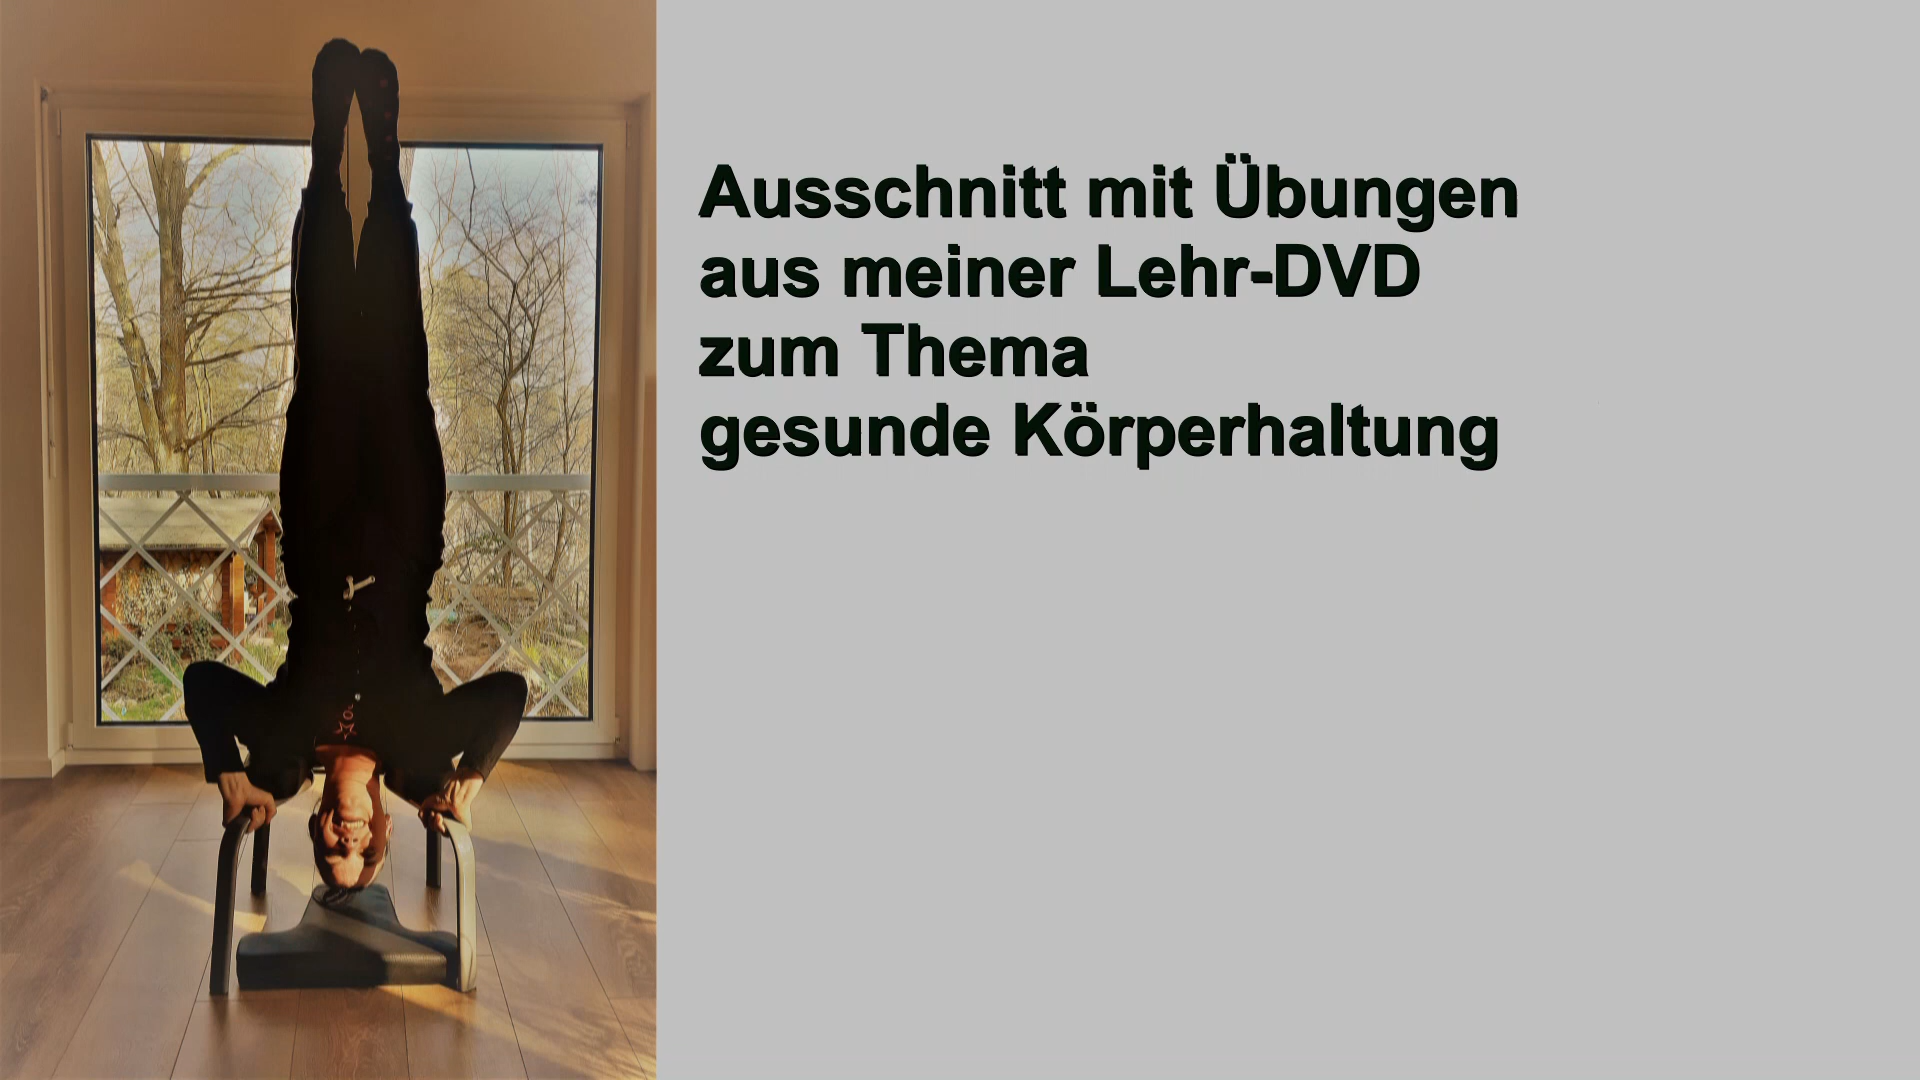 Ausschnitt mit Übungen
aus meiner Lehr-DVD
zum Thema
gesunde Körperhaltung